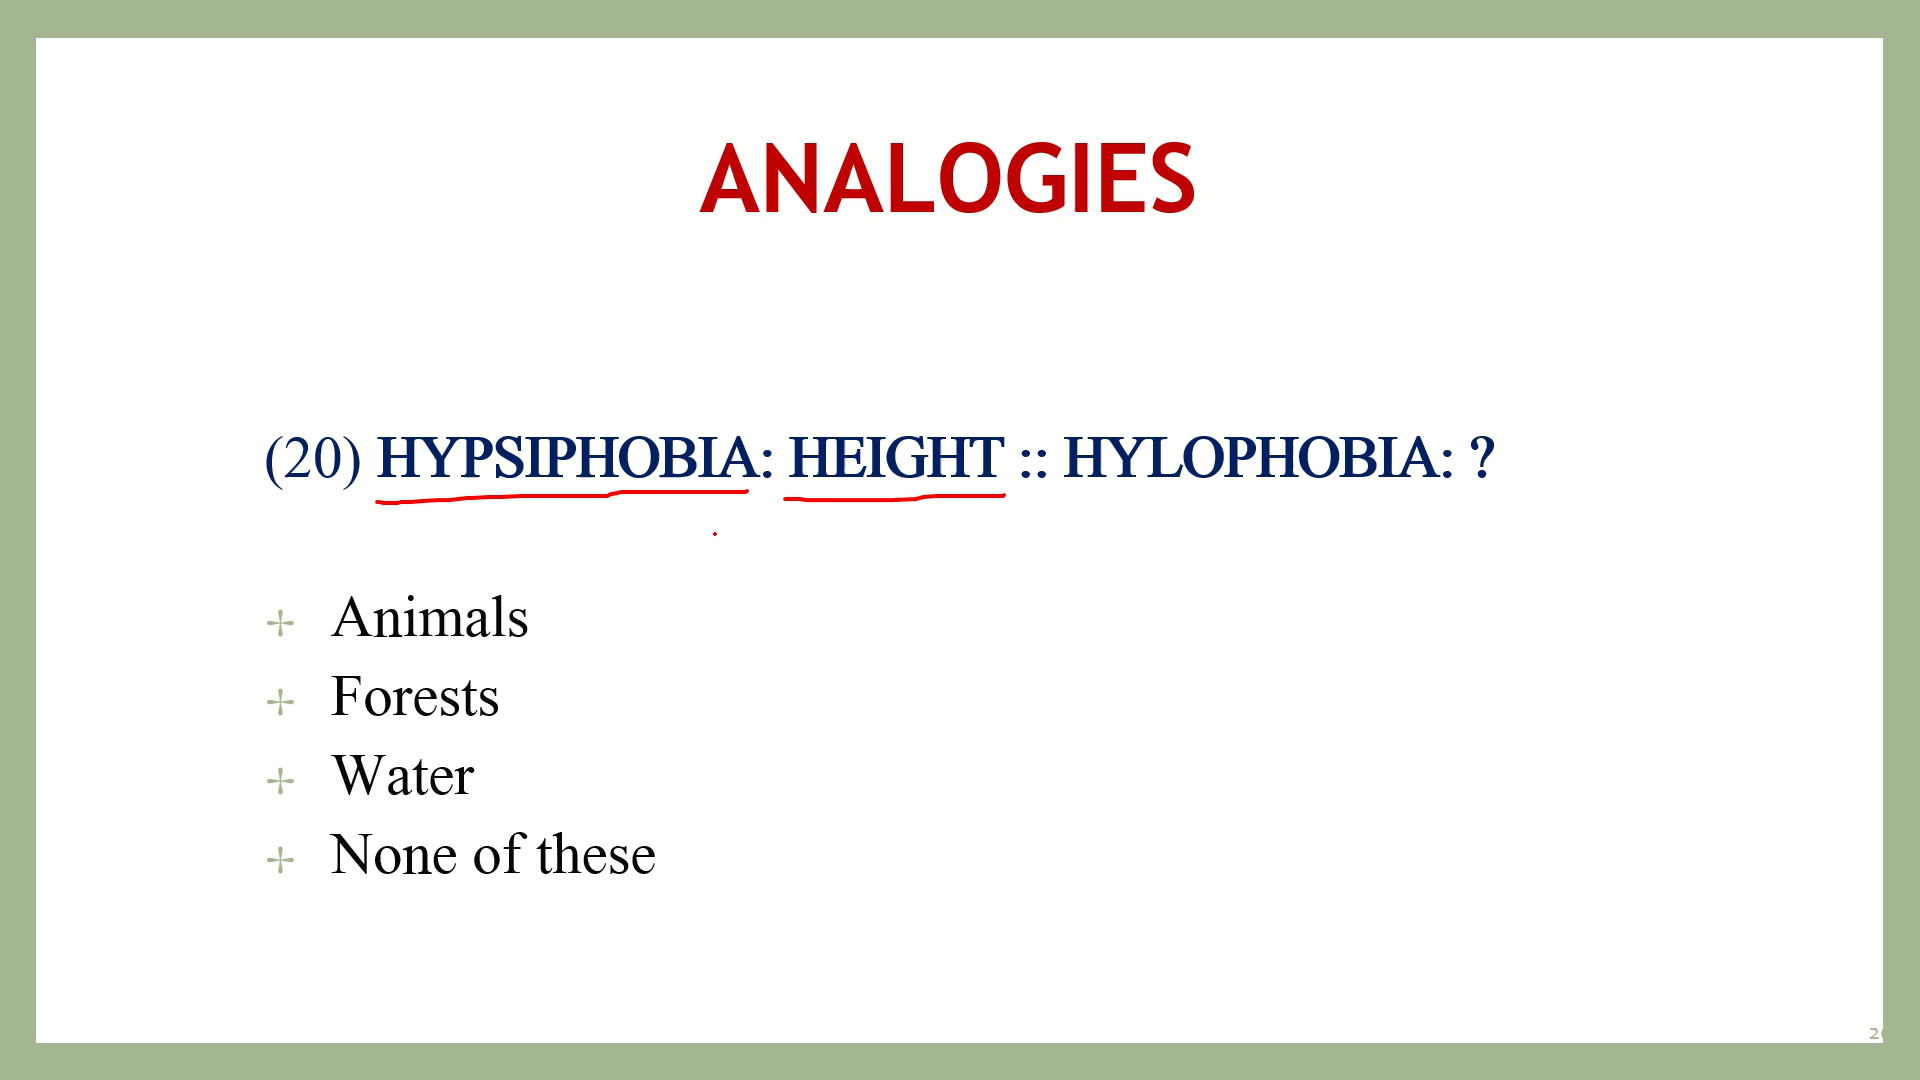 ANALOGIES
(20) HYPSIPHOBIA: HEIGHT :: HYLOPHOBIA: ?
Animals
Forests
Water
None of these